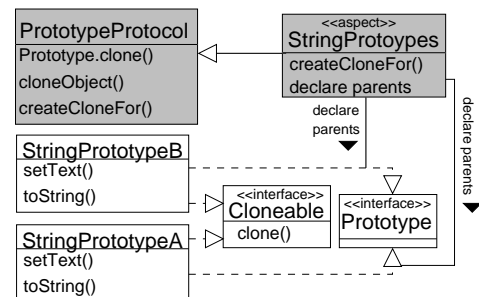 PrototypeProtocol
Prototype.clone()
cloneObject()
createCloneFor()
<<aspect>>
StringProtoypes
createCloneFor()
declare parents
declare
parents
declare parents
StringPrototypeB
setText()
toString()
<<interface>>
Cloneable
clone()
<<interface>>
Prototype
StringPrototypeA
setText()
toString()